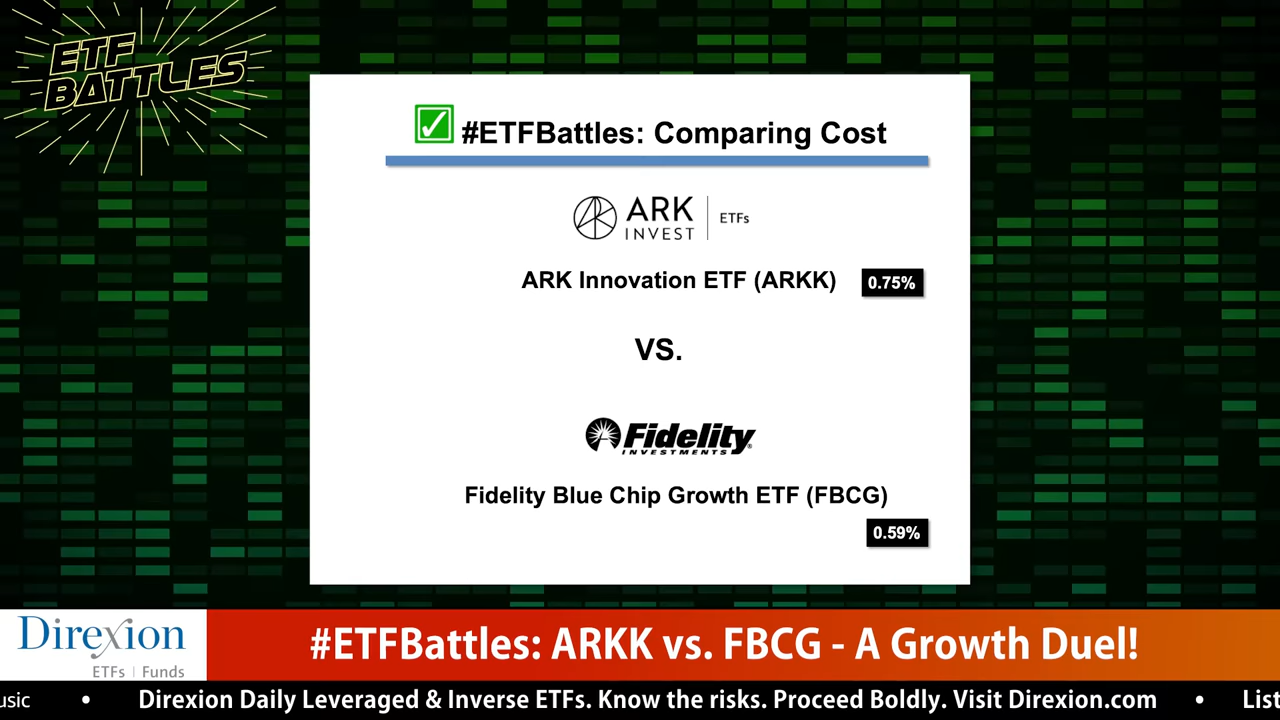 ETF
BATTLES
✅ #ETFBattles: Comparing Cost
ARK
INVEST
ETFs
ARK Innovation ETF (ARKK) 0.75%
VS.
Fidelity
INVESTMENTS
Fidelity Blue Chip Growth ETF (FBCG)
0.59%
Direxion
ETFs | Funds
#ETFBattles: ARKK vs. FBCG - A Growth Duel!
usic • Direxion Daily Leveraged & Inverse ETFs. Know the risks. Proceed Boldly. Visit Direxion.com • List